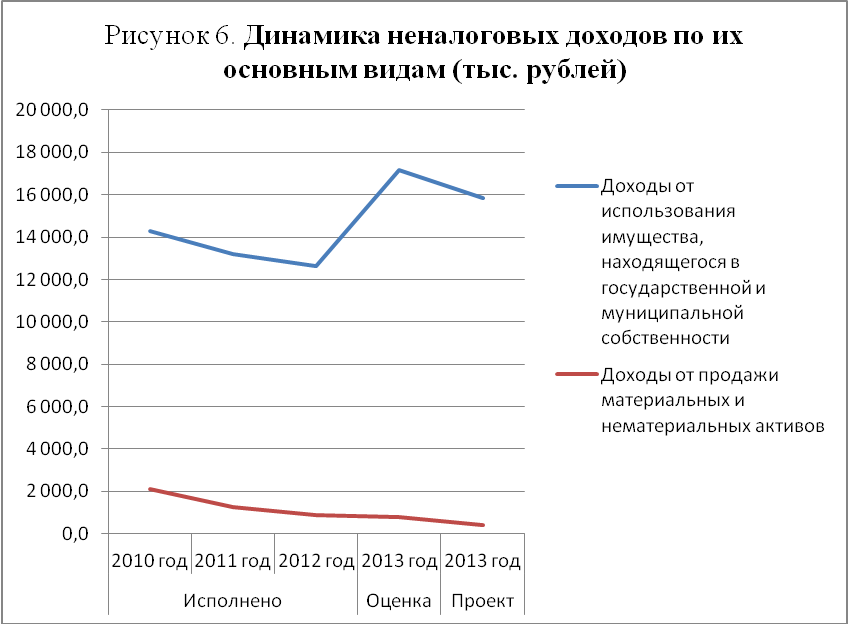 Рисунок 6. Динамика неналоговых доходов по их
основным видам (тыс. рублей)
20 000,0
18 000,0
16 000,0
14 000,0
12 000,0
10 000,0
8 000,0
6 000,0
4 000,0
2 000,0
0,0
2010 год 2011 год 2012 год 2013 год 2013 год
Исполнено Оценка Проект
Доходы от
использования
имущества,
находящегося в
государственной и
муниципальной
собственности
Доходы от продажи
материальных и
нематериальных активов